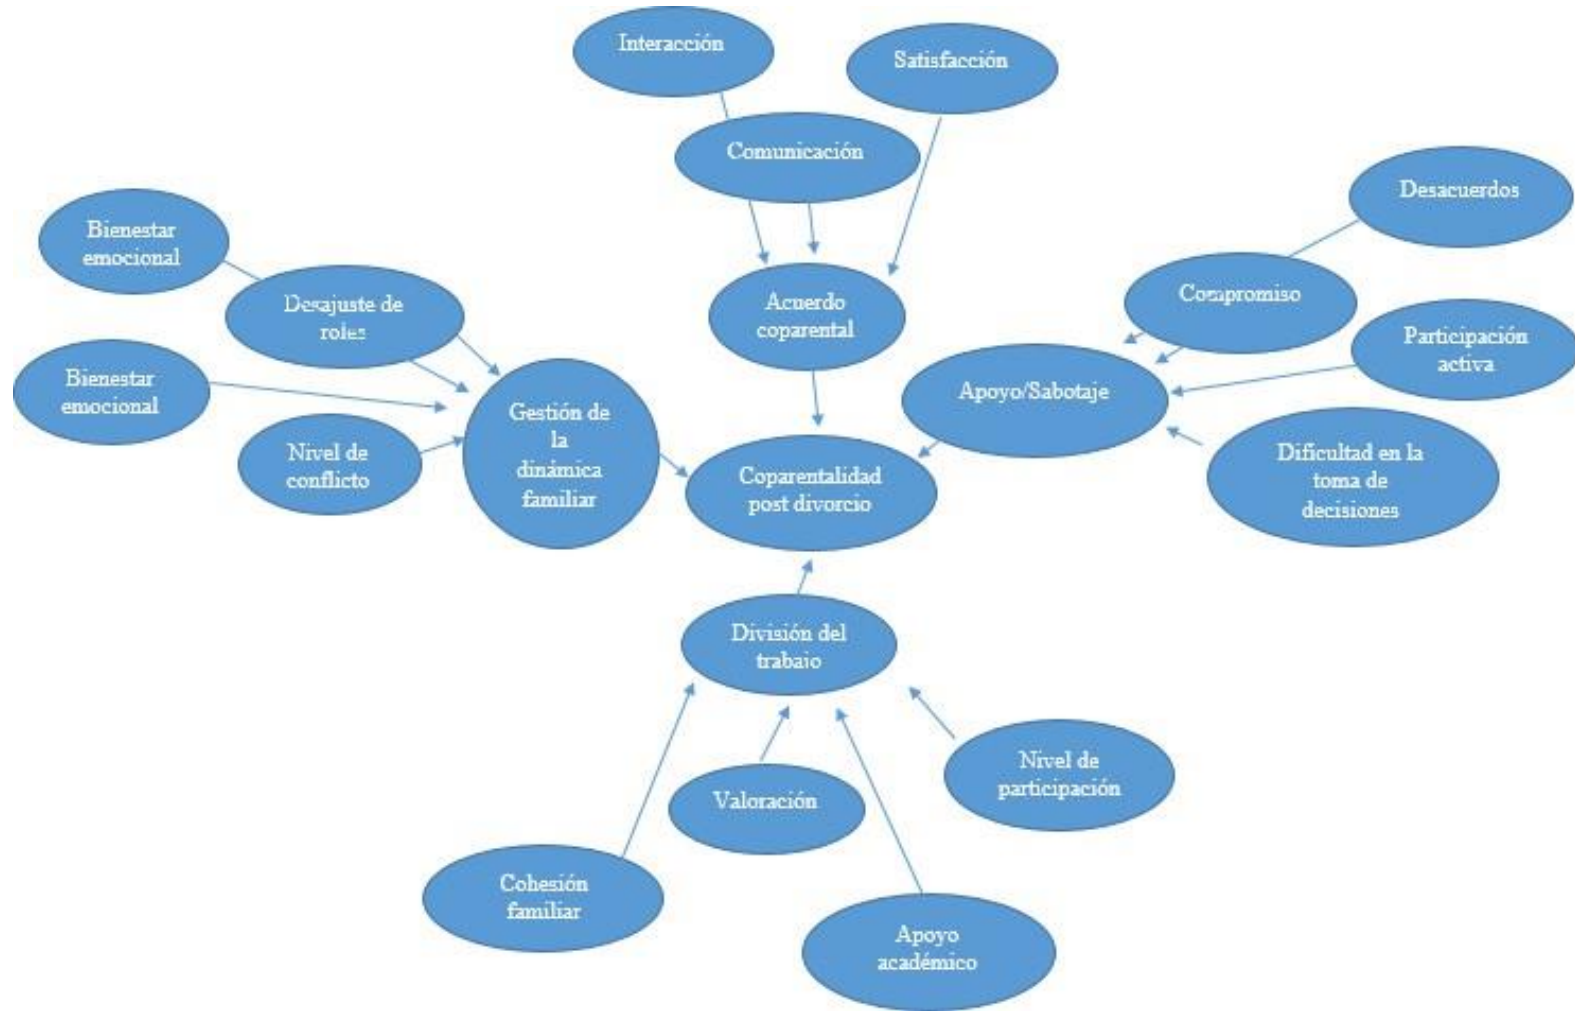 Interacción
Satisfacción
Comunicación
Desacuerdos
Bienestar
emocional
Compromiso
Desajuste de
roles
Acuerdo
coparental
Participación
activa
Bienestar
emocional
Apoyo/Sabotaje
Gestión de
la
dinámica
familiar
Nivel de
conflicto
Coparentalidad
post divorcio
Dificultad en la
toma de
decisiones
División del
trabajo
Nivel de
participación
Valoración
Cohesión
familiar
Apoyo
académico